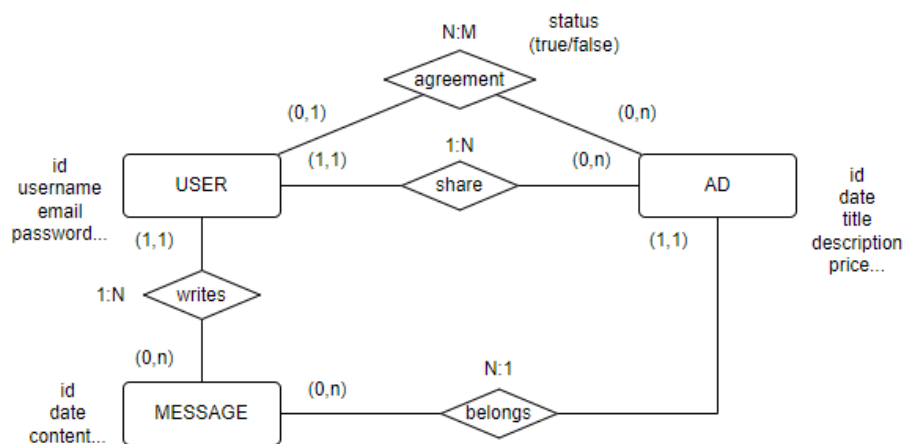 N:M
status
(true/false)
agreement
(0,1)
(0,n)
id
username
email
password...
USER
(1,1)
1:N
share
(0,n)
AD
id
date
title
description
price...
(1,1)
(1,1)
1:N
writes
(0,n)
id
date
content...
MESSAGE
(0,n)
N:1
belongs